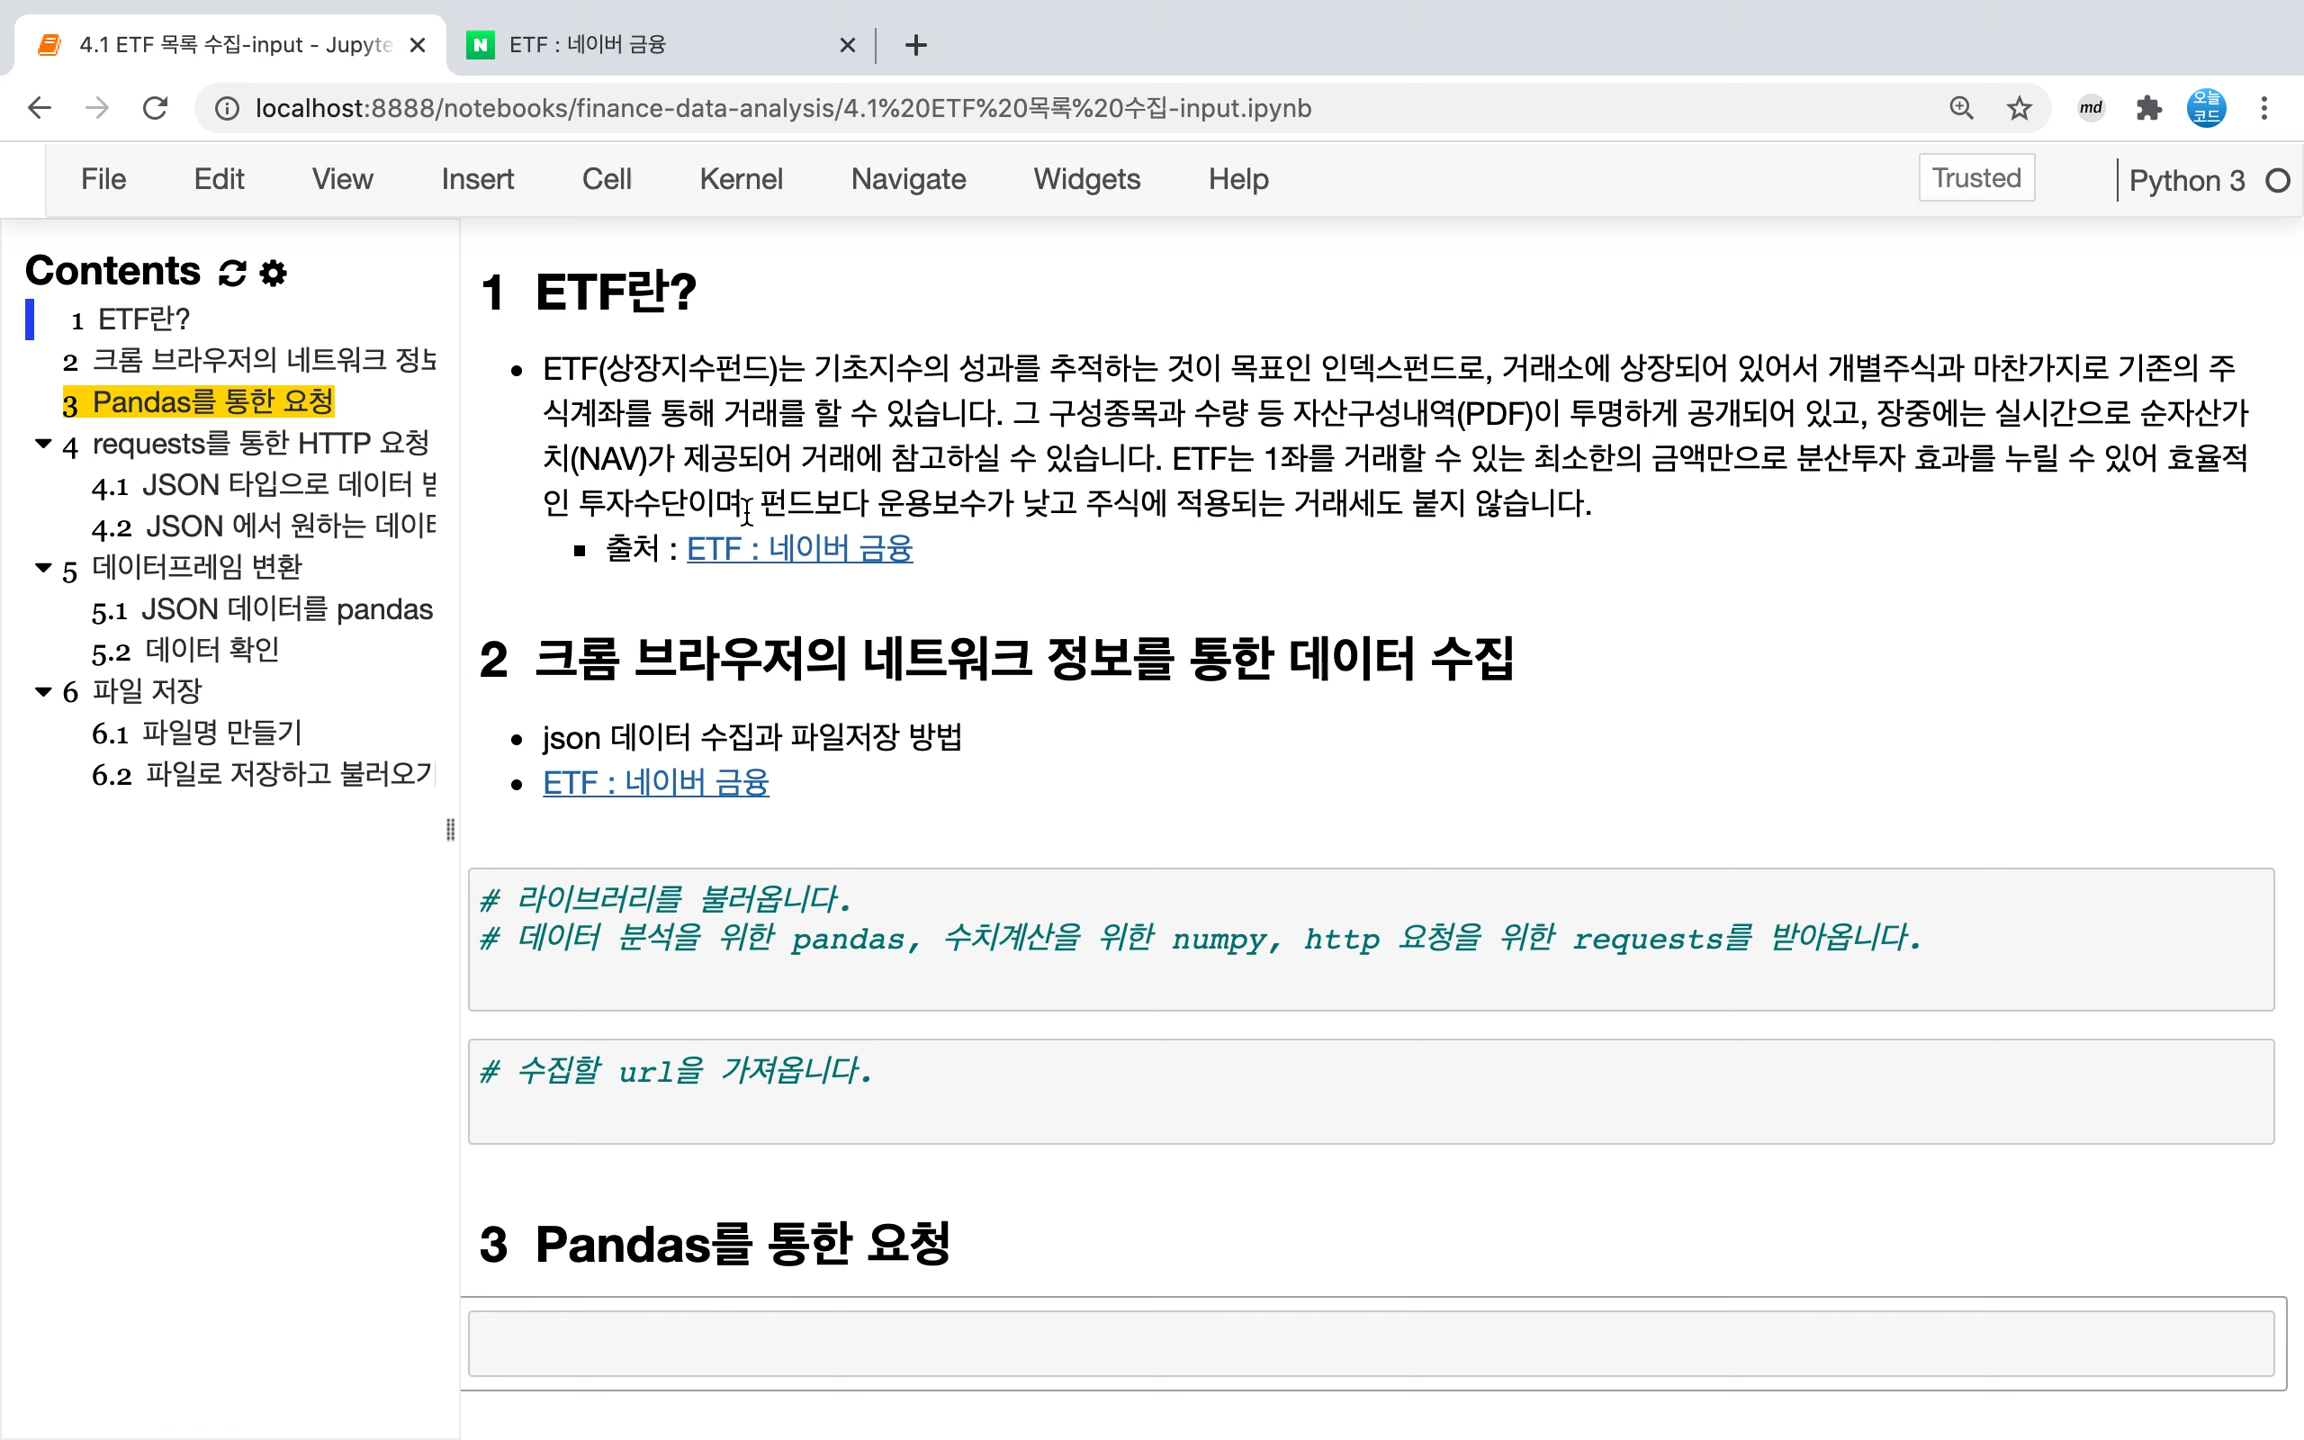 4.1 ETF 목록 수집-input - Jupyte
ETF : 네이버 금융
localhost:8888/notebooks/finance-data-analysis/4.1%20ETF%20목록%20수집-input.ipynb
md
오늘
코드
File Edit View Insert Cell Kernel Navigate Widgets Help
Trusted
Python 3
Contents
1 ETF란?
2 크롬 브라우저의 네트워크 정보
3 Pandas를 통한 요청
4 requests를 통한 HTTP 요청
4.1 JSON 타입으로 데이터
4.2 JSON 에서 원하는
5 데이터프레임 변환
5.1 JSON 데이터를 pandas
5.2 데이터 확인
6 파일 저장
6.1 파일명 만들기
6.2 파일로 저장하고 불러오기
1 ETF란?
ETF(상장지수펀드)는 기초지수의 성과를 추적하는 것이 목표인 인덱스펀드로, 거래소에 상장되어 있어서 개별주식과 마찬가지로 기존의 주
식계좌를 통해 거래를 할 수 있습니다. 그 구성종목과 수량 등 자산구성내역(PDF)이 투명하게 공개되어 있고, 장중에는 실시간으로 순자산가
치(NAV)가 제공되어 거래에 참고하실 수 있습니다. ETF는 1좌를 거래할 수 있는 최소한의 금액만으로 분산투자 효과를 누릴 수 있어 효율적
인 투자수단이며, 펀드보다 운용보수가 낮고 주식에 적용되는 거래세도 붙지 않습니다.
출처 : ETF : 네이버 금융
2 크롬 브라우저의 네트워크 정보를 통한 데이터 수집
json 데이터 수집과 파일저장 방법
ETF : 네이버 금융
# 라이브러리를 불러옵니다.
# 데이터 분석을 위한 pandas, 수치계산을 위한 numpy, http 요청을 위한 requests를 받아옵니다.
# 수집할 url을 가져옵니다.
3 Pandas를 통한 요청